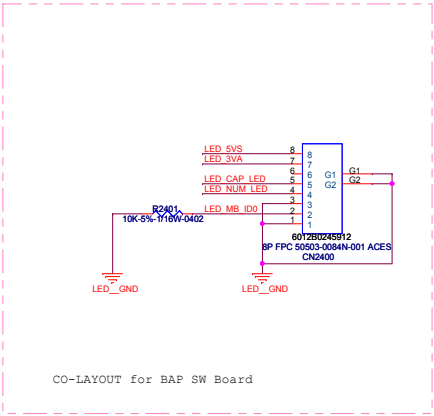 LED_5VS 8 8
LED_3VA 7 7
6 6 G1 G1
LED_CAP_LED 5 5 G2 G2
LED_NUM_LED 4 4
3 3
R2401 LED_MB_ID0 2 2
10K-5%-1/16W-0402 1 1
6012B0245912
8P FPC 50503-0084N-001 ACES
CN2400
LED__GND LED__GND
CO-LAYOUT for BAP SW Board